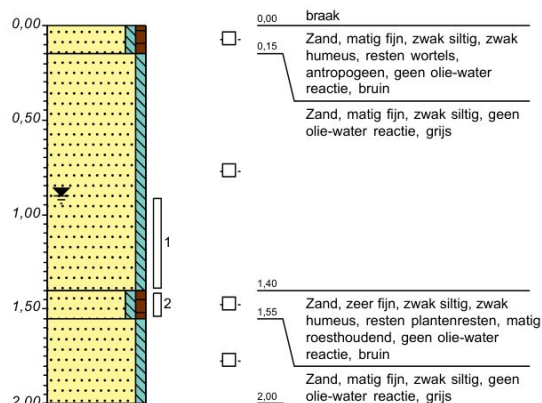 0,00
0,50
1,00
1,50
2,00
1
2
0,00
braak
Zand, matig fijn, zwak siltig, zwak
humeus, resten wortels,
antropogeen, geen olie-water
reactie, bruin
0,15
Zand, matig fijn, zwak siltig, geen
olie-water reactie, grijs
1,40
Zand, zeer fijn, zwak siltig, zwak
humeus, resten plantenresten, matig
roesthoudend, geen olie-water
reactie, bruin
1,55
Zand, matig fijn, zwak siltig, geen
olie-water reactie, grijs
2,00